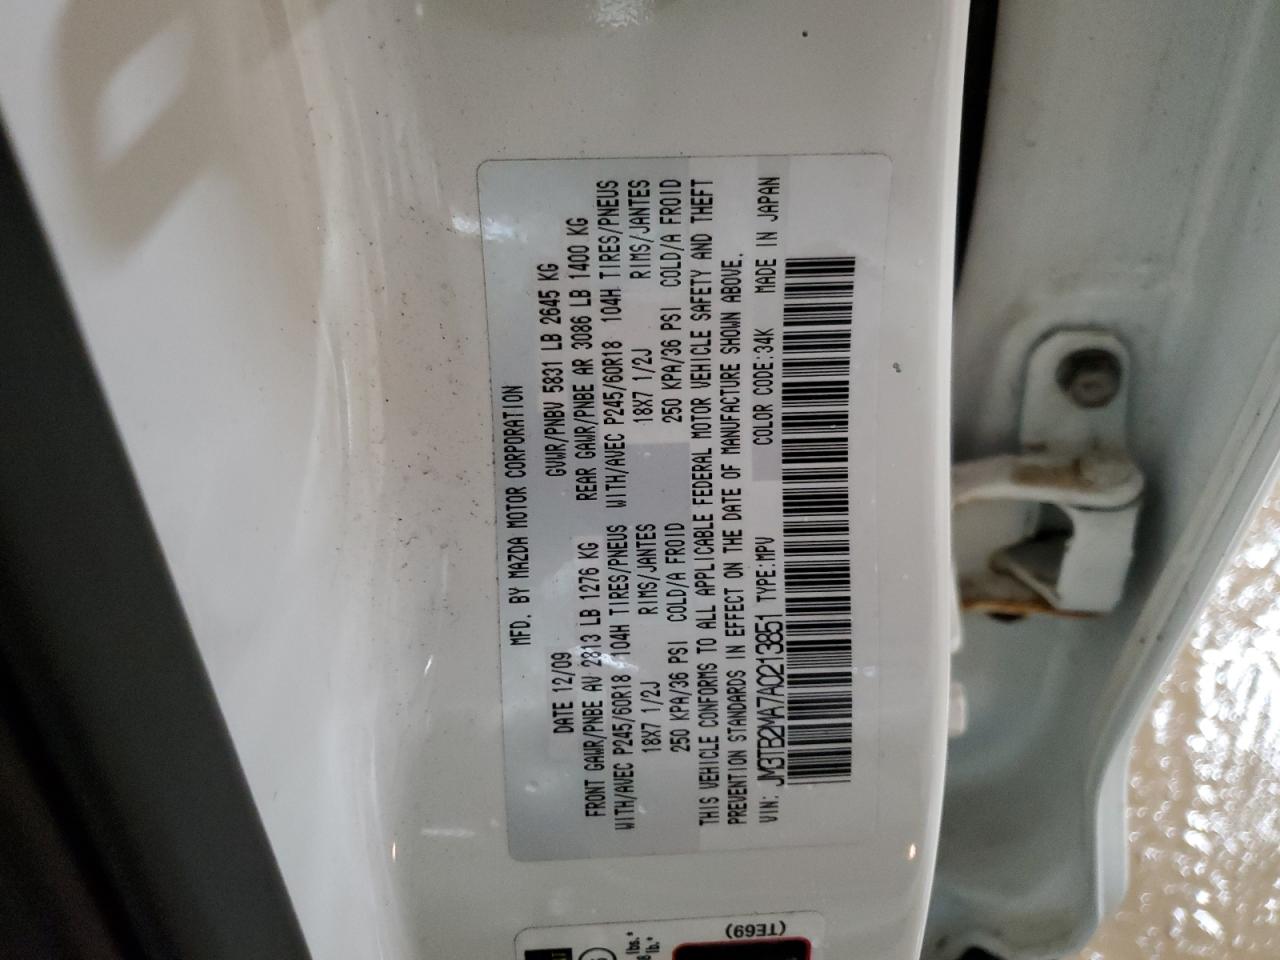 MFD. BY MAZDA MOTOR CORPORATION
DATE 12/09 GVWR/PNBV 5831 LB 2645 KG
FRONT GAWR/PNBE AV 2813 LB 1276 KG REAR GAWR/PNBE AR 3086 LB 1400 KG
WITH/AVEC P245/60R18 104H TIRES/PNEUS WITH/AVEC P245/60R18 104H TIRES/PNEUS
18X7 1/2J RIMS/JANTES 18X7 1/2J RIMS/JANTES
250 KPA/36 PSI COLD/A FROID 250 KPA/36 PSI COLD/A FROID
THIS VEHICLE CONFORMS TO ALL APPLICABLE FEDERAL MOTOR VEHICLE SAFETY AND THEFT
PREVENTION STANDARDS IN EFFECT ON THE DATE OF MANUFACTURE SHOWN ABOVE.
VIN: JM3TB2MA7A0213851 TYPE:MPV COLOR CODE:34K MADE IN JAPAN
(TE69)
lbs.*
lb.*